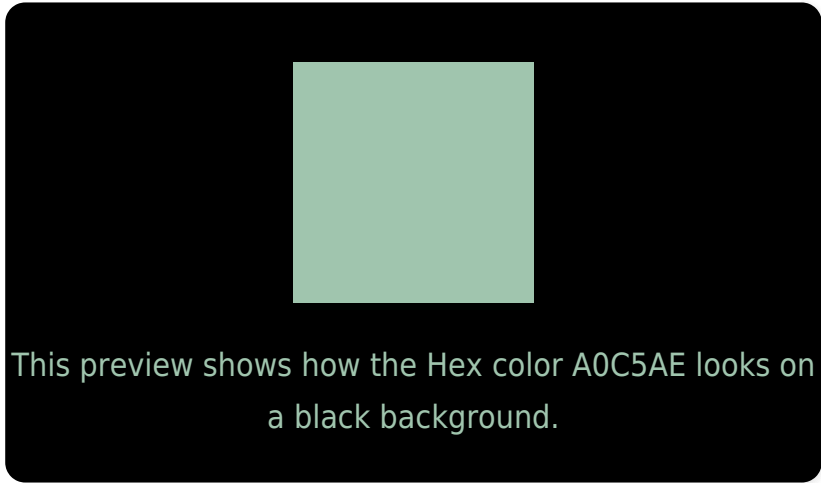 This preview shows how the Hex color A0C5AE looks on
a black background.